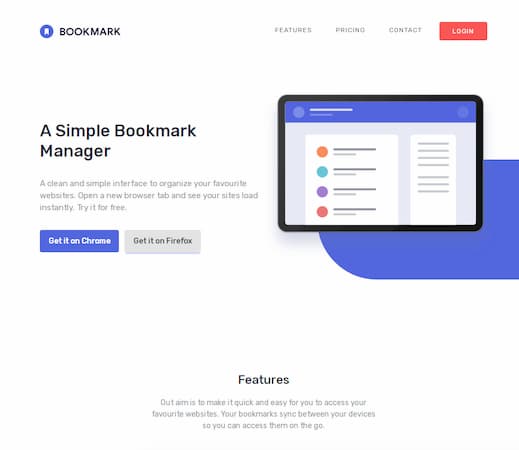 BOOKMARK
FEATURES PRICING CONTACT LOGIN
A Simple Bookmark
Manager
A clean and simple interface to organize your favourite
websites. Open a new browser tab and see your sites load
instantly. Try it for free.
Get it on Chrome Get it on Firefox
Features
Out aim is to make it quick and easy for you to access your
favourite websites. Your bookmarks sync between your devices
so you can access them on the go.